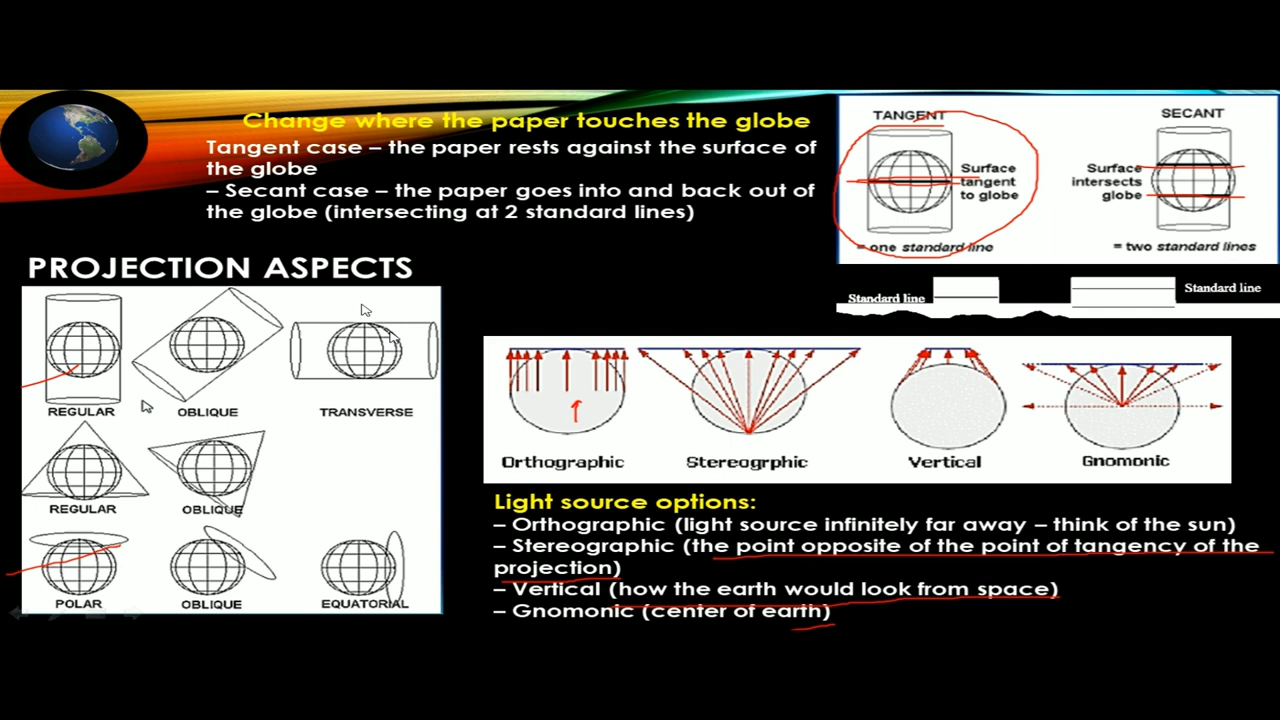 Change where the paper touches the globe
Tangent case – the paper rests against the surface of
the globe
– Secant case – the paper goes into and back out of
the globe (intersecting at 2 standard lines)
TANGENT
Surface
tangent
to globe
= one standard line
SECANT
Surface
intersects
globe
= two standard lines
Standard line
Standard line
PROJECTION ASPECTS
REGULAR
OBLIQUE
TRANSVERSE
REGULAR
OBLIQUE
POLAR
OBLIQUE
EQUATORIAL
Orthographic
Stereogrphic
Vertical
Gnomonic
Light source options:
– Orthographic (light source infinitely far away – think of the sun)
– Stereographic (the point opposite of the point of tangency of the
projection)
– Vertical (how the earth would look from space)
– Gnomonic (center of earth)